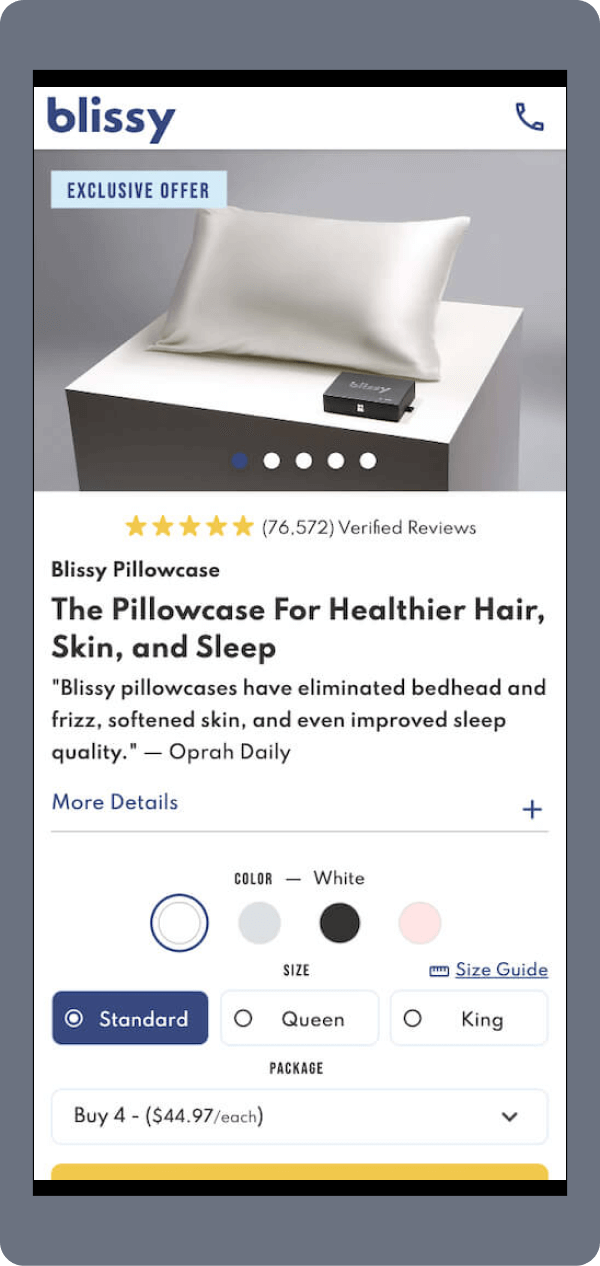 blissy
EXCLUSIVE OFFER
blissy
(76,572) Verified Reviews
Blissy Pillowcase
The Pillowcase For Healthier Hair,
Skin, and Sleep
"Blissy pillowcases have eliminated bedhead and
frizz, softened skin, and even improved sleep
quality." — Oprah Daily
More Details
COLOR — White
SIZE
Size Guide
Standard
Queen
King
PACKAGE
Buy 4 - ($44.97/each)